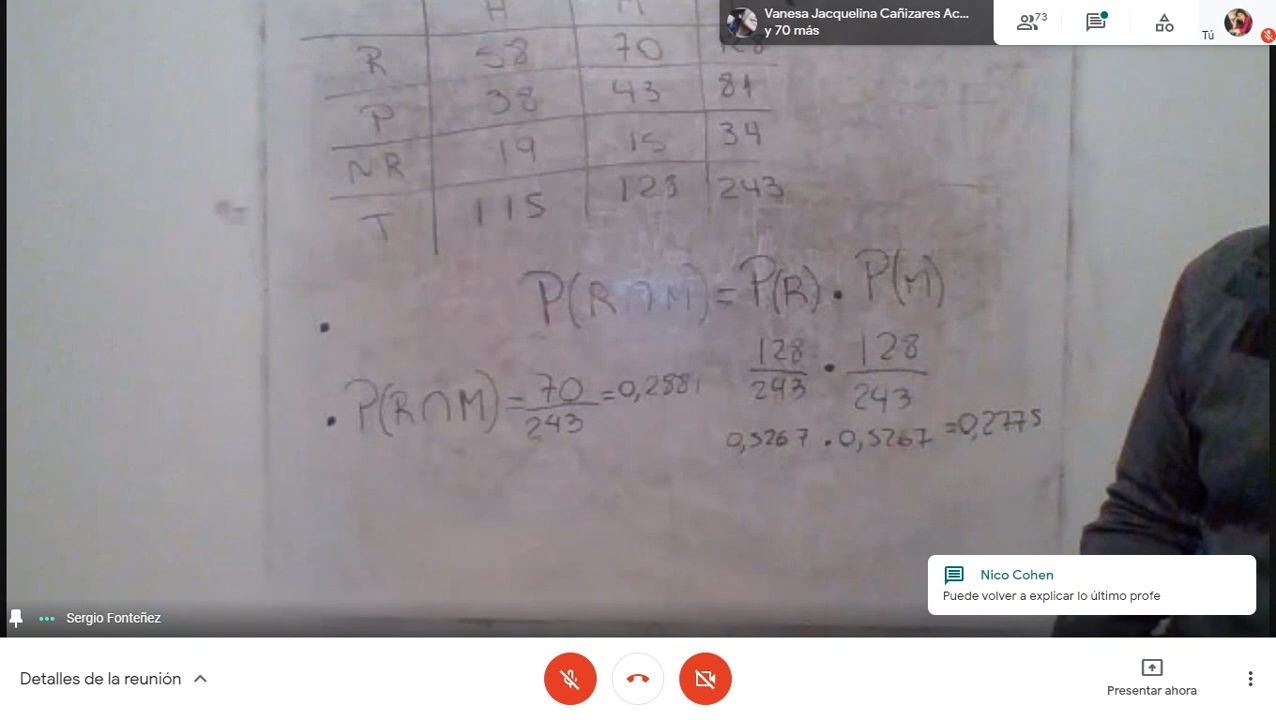 Vanesa Jacquelina Cañizares Ac...
y 70 más
73
Tú
H M
R 58 70 128
P 38 43 81
NR 19 15 34
T 115 123 243
P(R∩M)=P(R).P(M)
128/243 . 128/243
P(R∩M)=70/243=0,2881
0,5267 . 0,5267 =0,2775
Nico Cohen
Puede volver a explicar lo último profe
Sergio Fonteñez
Detalles de la reunión
Presentar ahora